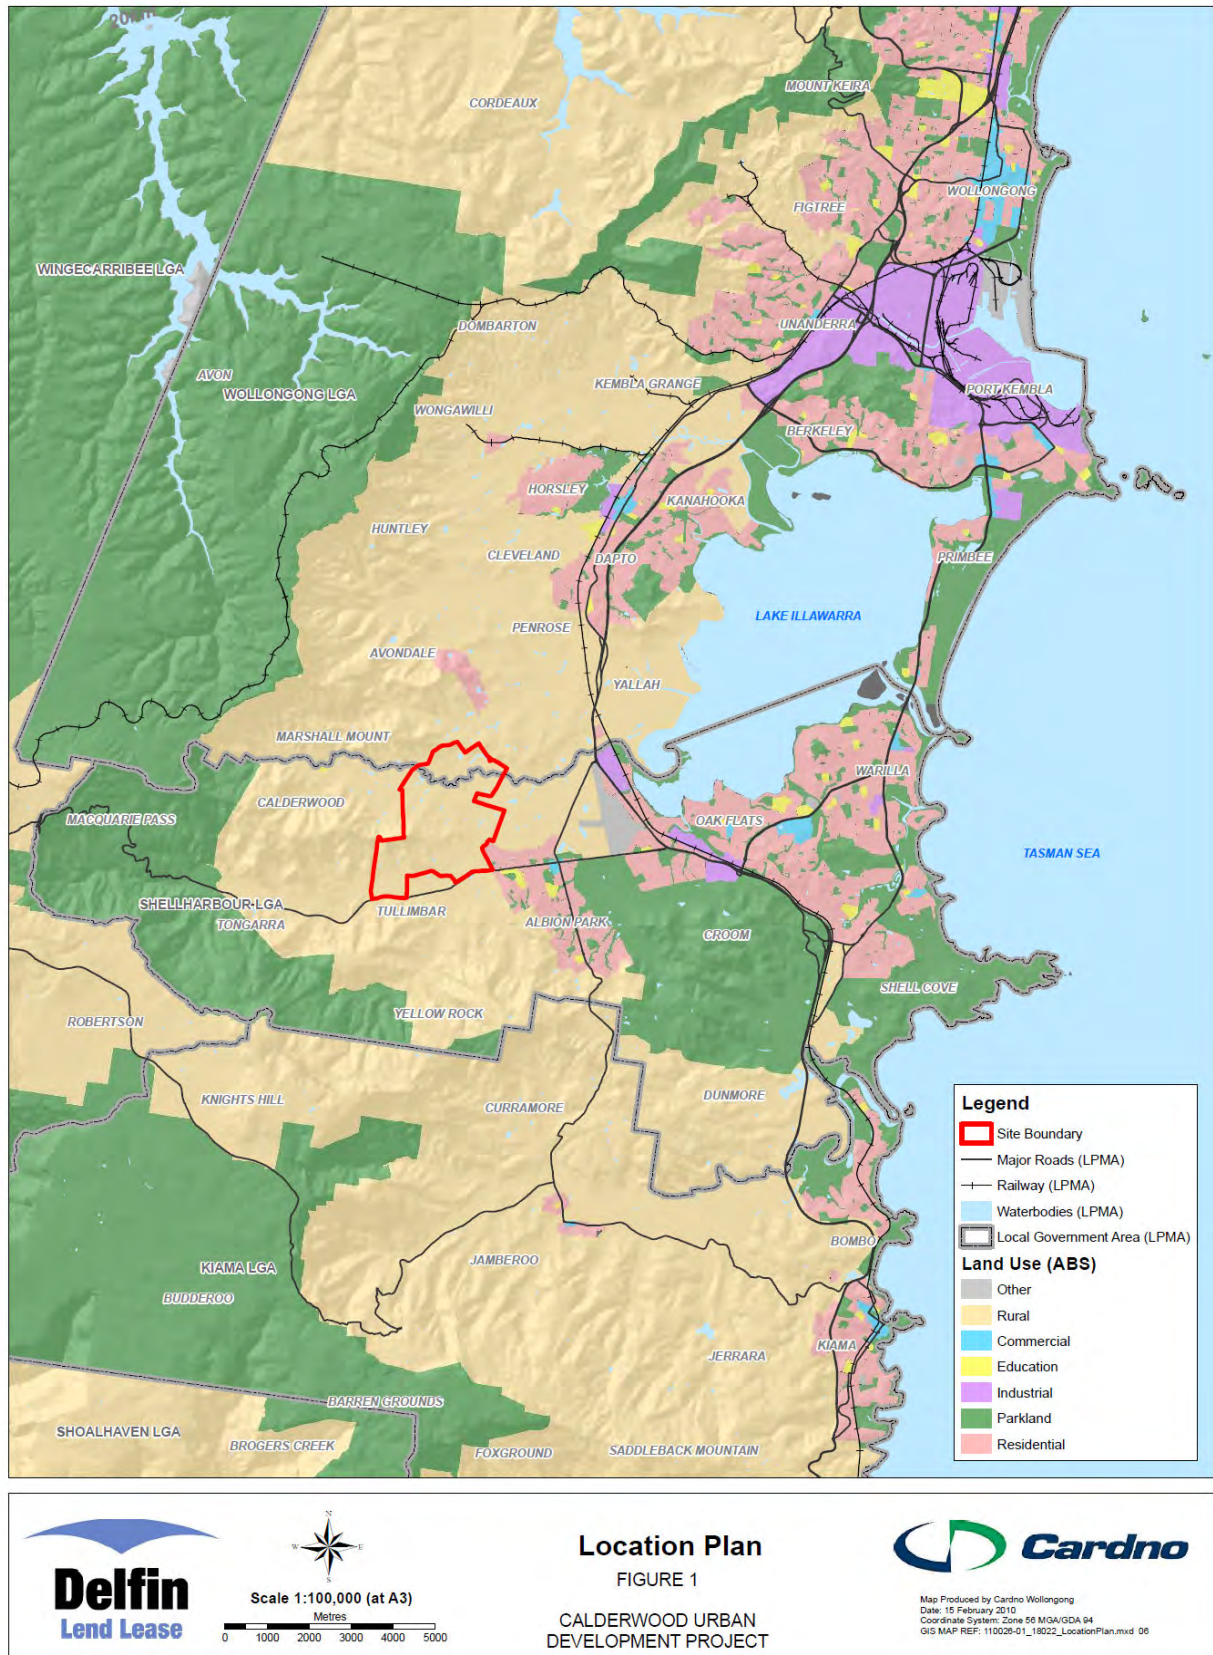 MOUNT KEIRA
CORDEAUX
WOLLONGONG
FIGTREE
WINGECARRIBEE LGA
DOMBARTON
UNANDERRA
AVON
WOLLONGONG LGA
KEMBLA GRANGE
PORT KEMBLA
WONGAWILLI
BERKELEY
HORSLEY
KANAHOOKA
HUNTLEY
CLEVELAND
DAPTO
PRIMBEE
LAKE ILLAWARRA
PENROSE
AVONDALE
YALLAH
MARSHALL MOUNT
WARILLA
CALDERWOOD
MACQUARIE PASS
OAK FLATS
TASMAN SEA
SHELLHARBOUR LGA
TULLIMBAR
TONGARRA
ALBION PARK
CROOM
SHELL COVE
YELLOW ROCK
ROBERTSON
KNIGHTS HILL
CURRAMORE
DUNMORE
BOMBO
JAMBEROO
KIAMA LGA
BUDDEROO
KIAMA
JERRARA
BARREN GROUNDS
SHOALHAVEN LGA
BROGERS CREEK
FOXGROUND
SADDLEBACK MOUNTAIN
Legend
Site Boundary
Major Roads (LPMA)
Railway (LPMA)
Waterbodies (LPMA)
Local Government Area (LPMA)
Land Use (ABS)
Other
Rural
Commercial
Education
Industrial
Parkland
Residential
Delfin
Lend Lease
N
W
E
S
Scale 1:100,000 (at A3)
Metres
0 1000 2000 3000 4000 5000
Location Plan
FIGURE 1
CALDERWOOD URBAN
DEVELOPMENT PROJECT
Cardno
Map Produced by Cardno Wollongong
Date: 15 February 2010
Coordinate System: Zone 56 MGA/GDA 94
GIS MAP REF: 110026-01_18022_LocationPlan.mxd 06